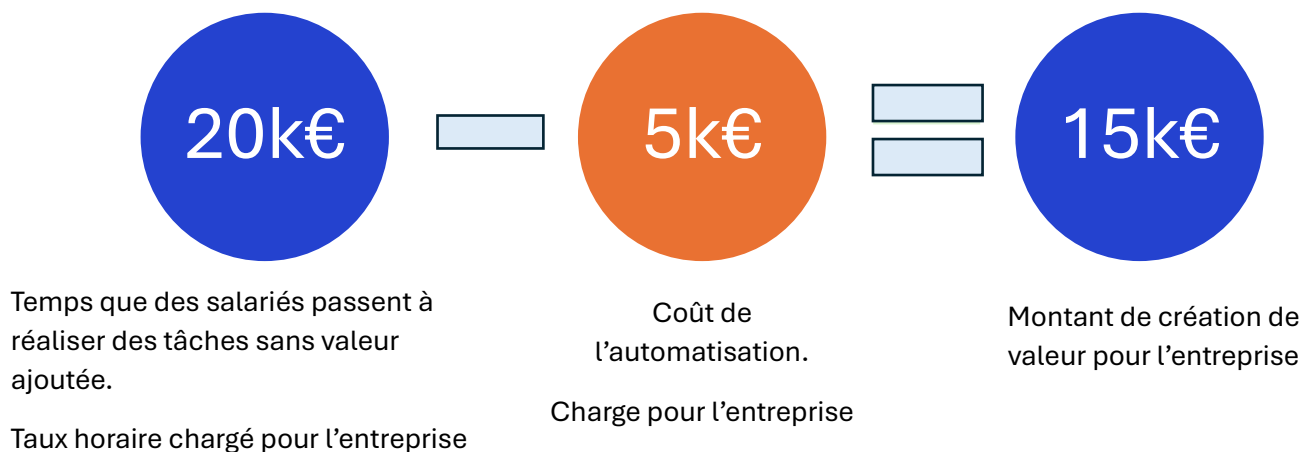 20k€
5k€
15k€
Temps que des salariés passent à
réaliser des tâches sans valeur
ajoutée.
Taux horaire chargé pour l’entreprise
Coût de
l’automatisation.
Charge pour l’entreprise
Montant de création de
valeur pour l’entreprise